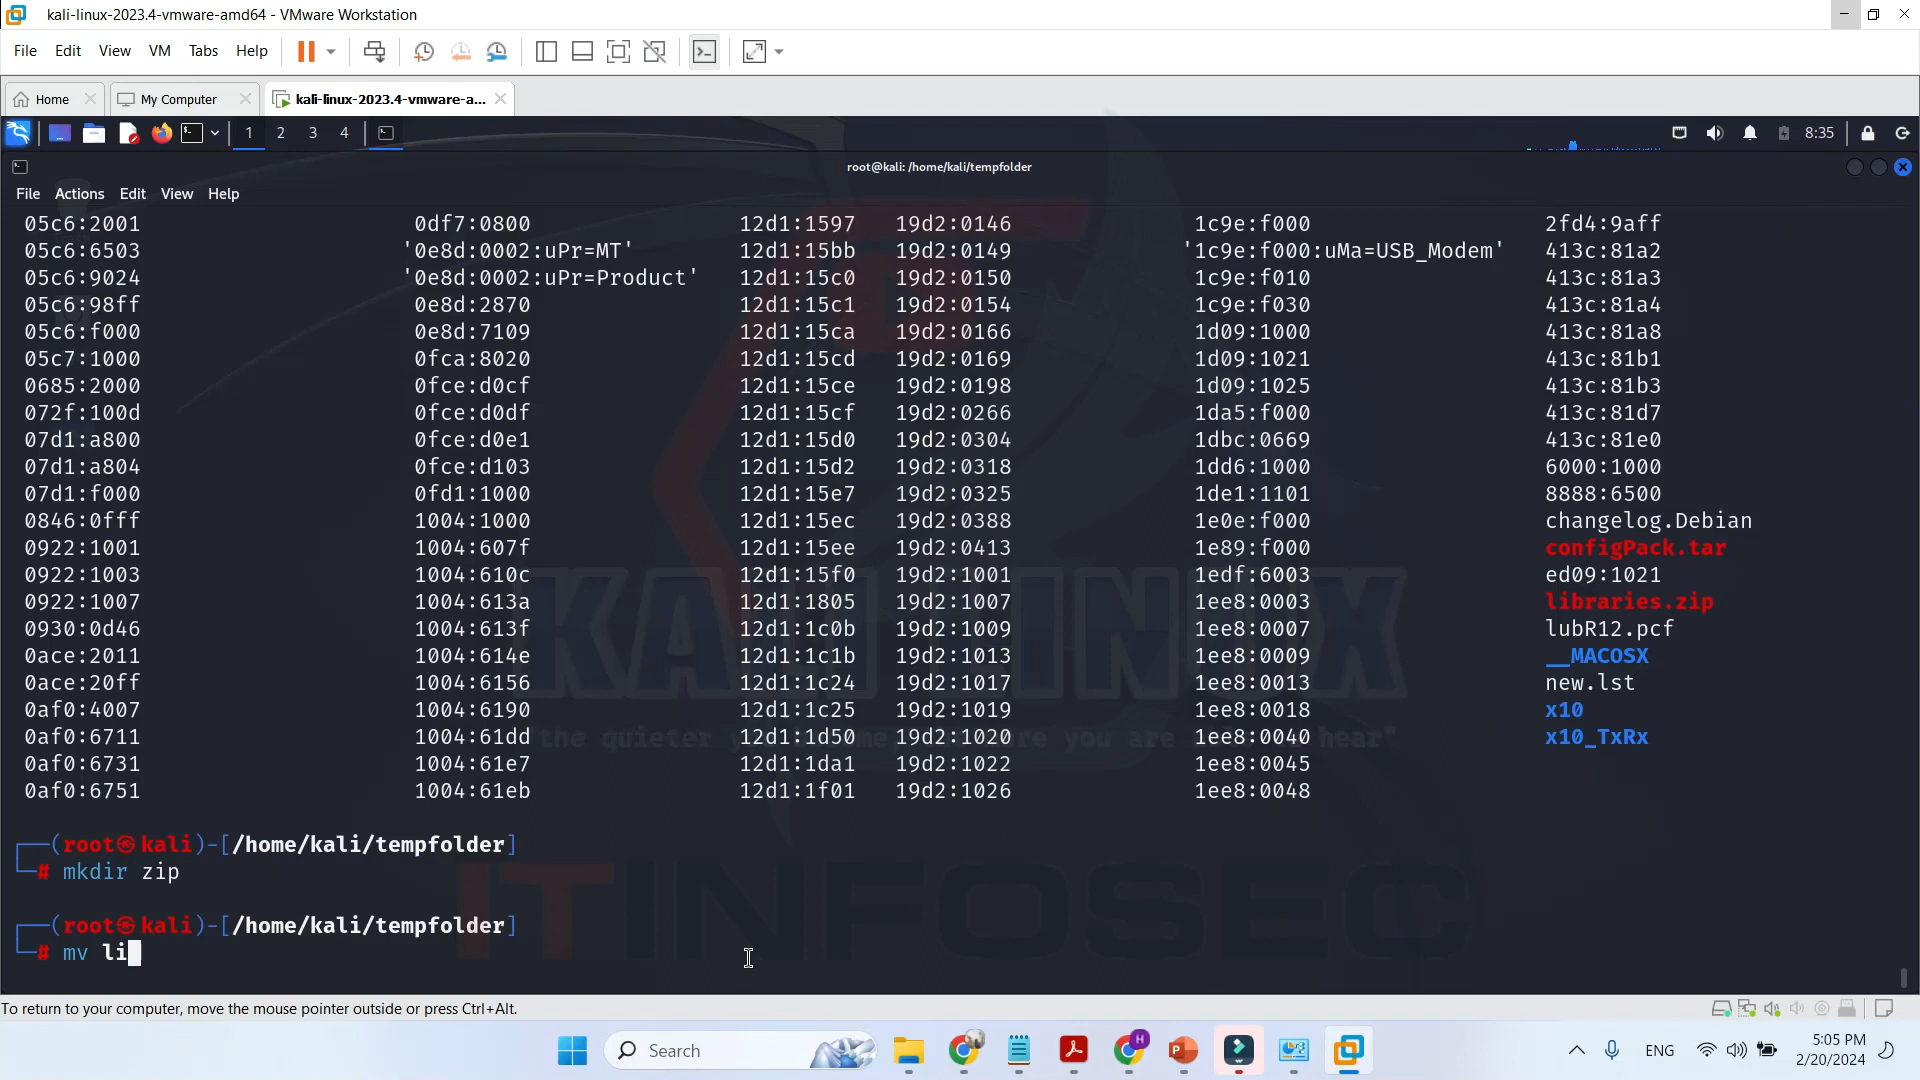 kali-linux-2023.4-vmware-amd64 - VMware Workstation
File Edit View VM Tabs Help
Home My Computer kali-linux-2023.4-vmware-a...
1 2 3 4 8:35
root@kali: /home/kali/tempfolder
File Actions Edit View Help
05c6:2001 0df7:0800 12d1:1597 19d2:0146 1c9e:f000 2fd4:9aff
05c6:6503 '0e8d:0002:uPr=MT' 12d1:15bb 19d2:0149 '1c9e:f000:uMa=USB_Modem' 413c:81a2
05c6:9024 '0e8d:0002:uPr=Product' 12d1:15c0 19d2:0150 1c9e:f010 413c:81a3
05c6:98ff 0e8d:2870 12d1:15c1 19d2:0154 1c9e:f030 413c:81a4
05c6:f000 0e8d:7109 12d1:15ca 19d2:0166 1d09:1000 413c:81a8
05c7:1000 0fca:8020 12d1:15cd 19d2:0169 1d09:1021 413c:81b1
0685:2000 0fce:d0cf 12d1:15ce 19d2:0198 1d09:1025 413c:81b3
072f:100d 0fce:d0df 12d1:15cf 19d2:0266 1da5:f000 413c:81d7
07d1:a800 0fce:d0e1 12d1:15d0 19d2:0304 1dbc:0669 413c:81e0
07d1:a804 0fce:d103 12d1:15d2 19d2:0318 1dd6:1000 6000:1000
07d1:f000 0fd1:1000 12d1:15e7 19d2:0325 1de1:1101 8888:6500
0846:0fff 1004:1000 12d1:15ec 19d2:0388 1e0e:f000 changelog.Debian
0922:1001 1004:607f 12d1:15ee 19d2:0413 1e89:f000 configPack.tar
0922:1003 1004:610c 12d1:15f0 19d2:1001 1edf:6003 ed09:1021
0922:1007 1004:613a 12d1:1805 19d2:1007 1ee8:0003 libraries.zip
0930:0d46 1004:613f 12d1:1c0b 19d2:1009 1ee8:0007 lubR12.pcf
0ace:2011 1004:614e 12d1:1c1b 19d2:1013 1ee8:0009 __MACOSX
0ace:20ff 1004:6156 12d1:1c24 19d2:1017 1ee8:0013 new.lst
0af0:4007 1004:6190 12d1:1c25 19d2:1019 1ee8:0018 x10
0af0:6711 1004:61dd 12d1:1d50 19d2:1020 1ee8:0040 x10_TxRx
0af0:6731 1004:61e7 12d1:1da1 19d2:1022 1ee8:0045
0af0:6751 1004:61eb 12d1:1f01 19d2:1026 1ee8:0048
KALI LINUX
"the quieter you become, the more you are able to hear"
┌──(root㉿kali)-[/home/kali/tempfolder]
└─# mkdir zip
┌──(root㉿kali)-[/home/kali/tempfolder]
└─# mv li
ITINFOSEC
To return to your computer, move the mouse pointer outside or press Ctrl+Alt.
Search
ENG
5:05 PM
2/20/2024